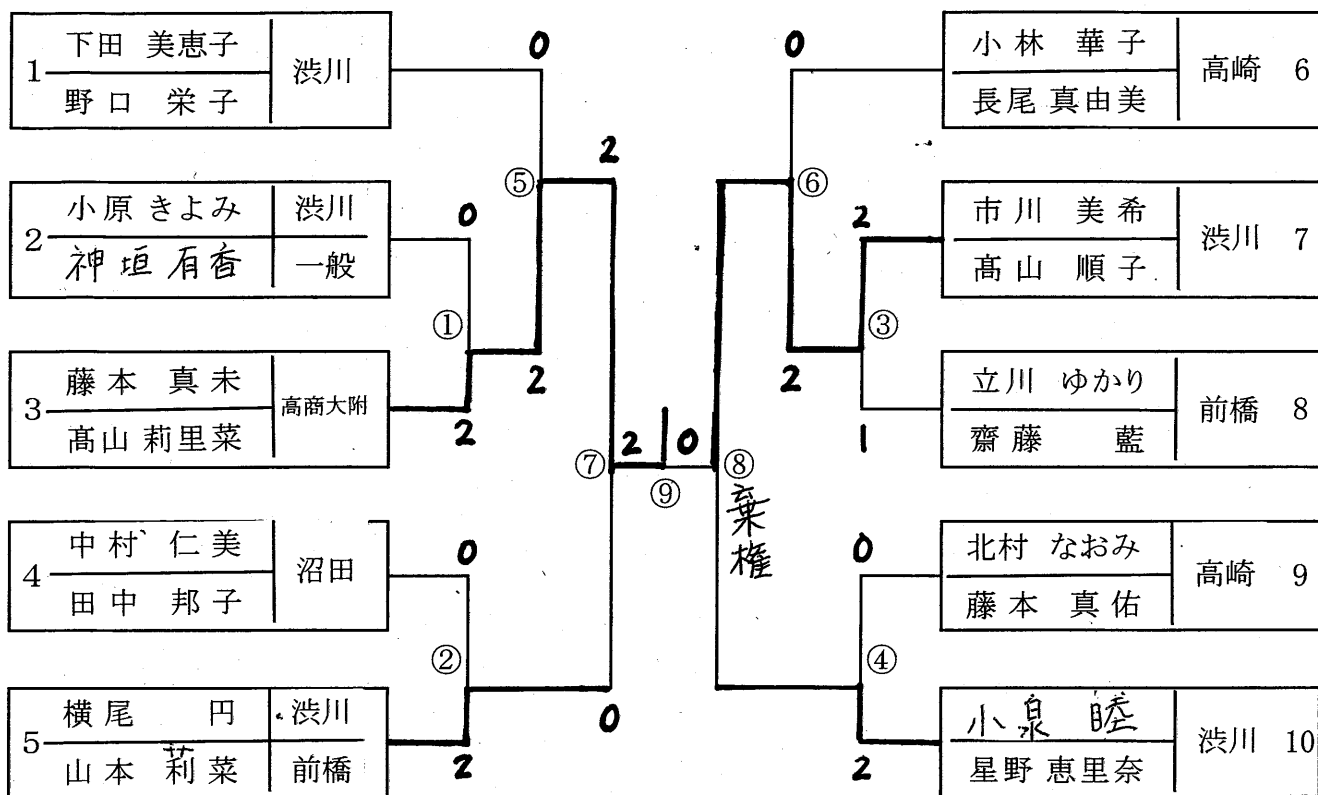 1 下田 美恵子 渋川
野口 栄子
2 小原 きよみ 渋川
神垣 有香 一般
3 藤本 真未 高商大附
髙山 莉里菜
4 中村 仁美 沼田
田中 邦子
5 横尾 円 渋川
山本 莉菜 前橋
0
2
⑤
0
①
2
2
0
②
2
0
⑦
2 0
⑨
⑧
棄権
0
⑥
2
③
2
1
0
④
2
小林 華子 高崎 6
長尾 真由美
市川 美希 渋川 7
髙山 順子
立川 ゆかり 前橋 8
齋藤 藍
北村 なおみ 高崎 9
藤本 真佑
小泉 睦 渋川 10
星野 恵里奈